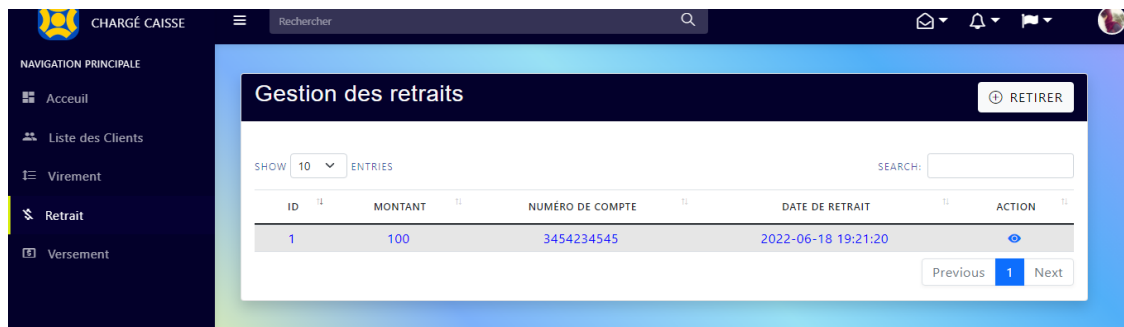 CHARGÉ CAISSE
Rechercher
NAVIGATION PRINCIPALE
Acceuil
Liste des Clients
Virement
Retrait
Versement
Gestion des retraits
RETIRER
SHOW 10 ENTRIES
SEARCH:
ID MONTANT NUMÉRO DE COMPTE DATE DE RETRAIT ACTION
1 100 3454234545 2022-06-18 19:21:20
Previous 1 Next